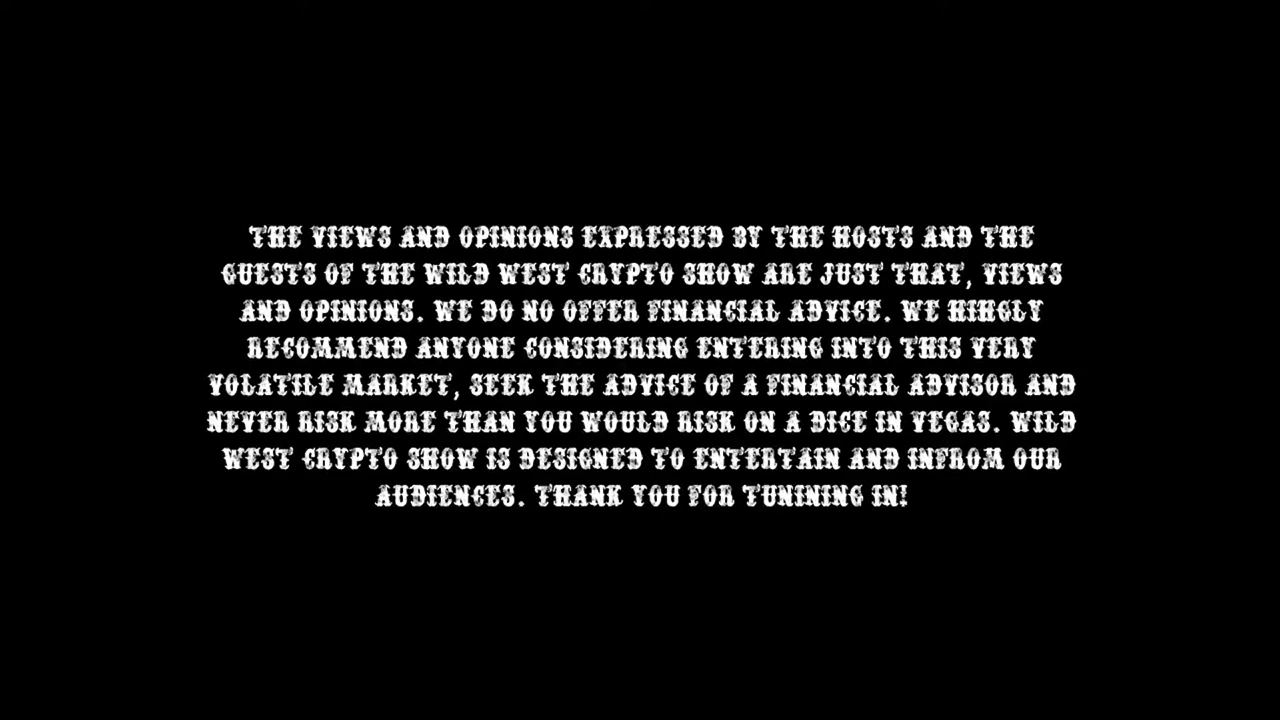 THE VIEWS AND OPINIONS EXPRESSED BY THE HOSTS AND THE
GUESTS OF THE WILD WEST CRYPTO SHOW ARE JUST THAT, VIEWS
AND OPINIONS. WE DO NO OFFER FINANCIAL ADVICE. WE HIHGLY
RECOMMEND ANYONE CONSIDERING ENTERING INTO THIS VERY
VOLATILE MARKET, SEEK THE ADVICE OF A FINANCIAL ADVISOR AND
NEVER RISK MORE THAN YOU WOULD RISK ON A DICE IN VEGAS. WILD
WEST CRYPTO SHOW IS DESIGNED TO ENTERTAIN AND INFROM OUR
AUDIENCES. THANK YOU FOR TUNINING IN!